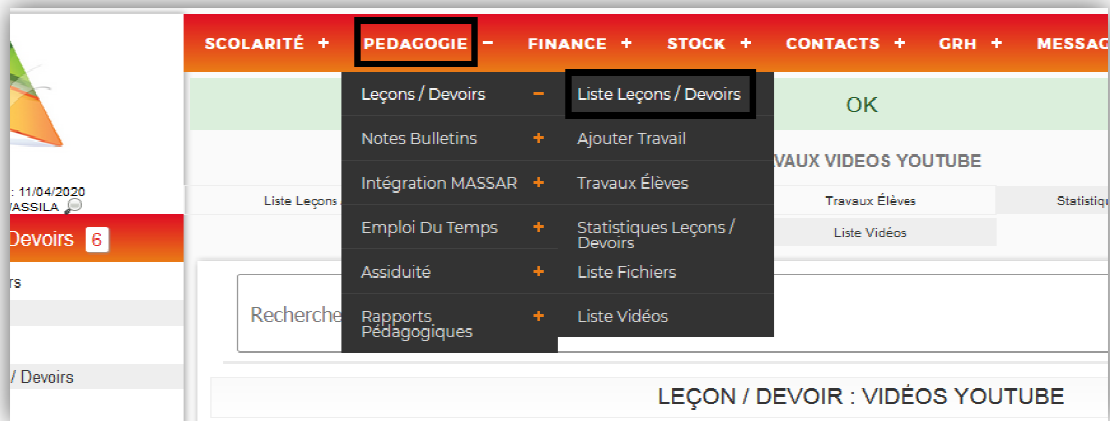 SCOLARITÉ + PEDAGOGIE - FINANCE + STOCK + CONTACTS + GRH + MESSAG
Leçons / Devoirs -
Notes Bulletins +
Intégration MASSAR +
Emploi Du Temps +
Assiduité +
Rapports
Pédagogiques +
Liste Leçons / Devoirs
Ajouter Travail
Travaux Élèves
Statistiques Leçons /
Devoirs
Liste Fichiers
Liste Vidéos
OK
VAUX VIDEOS YOUTUBE
: 11/04/2020
ASSILA
Liste Leçons
Travaux Élèves
Statistiqu
Liste Vidéos
Devoirs 6
rs
/ Devoirs
Recherche
LEÇON / DEVOIR : VIDÉOS YOUTUBE